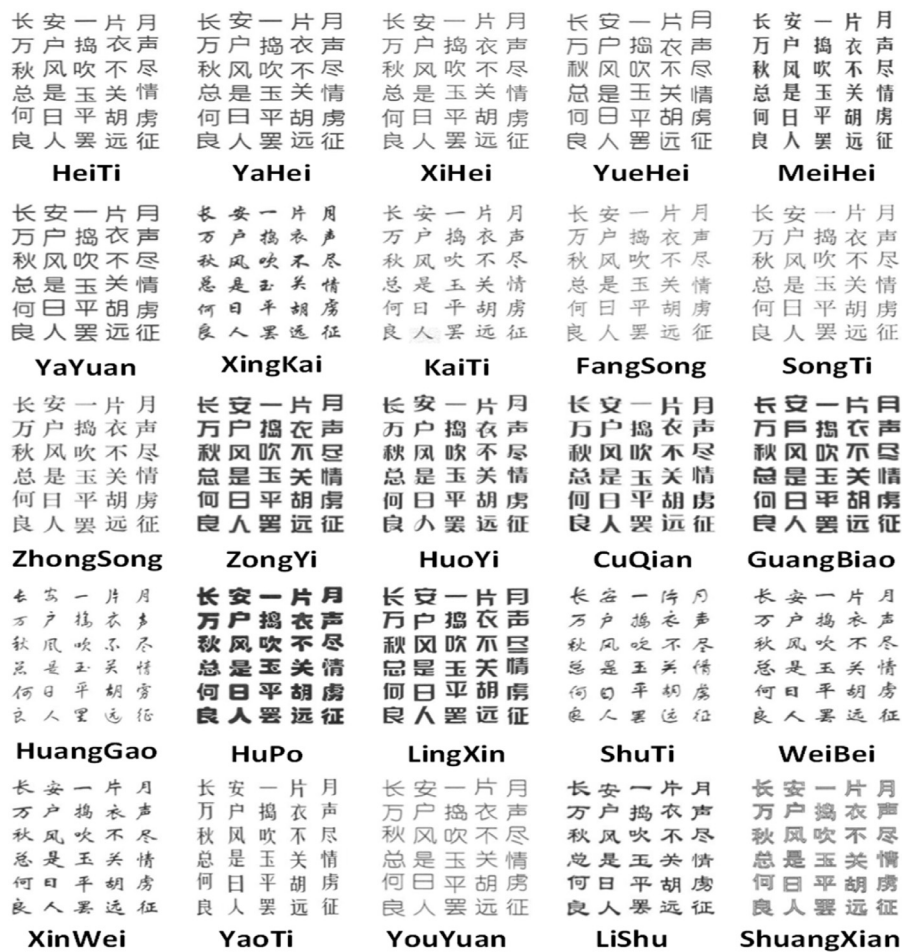 长安一片月
万户捣衣声
秋风吹不尽
总是玉关情
何日平胡虏
良人罢远征
HeiTi
长安一片月
万户捣衣声
秋风吹不尽
总是玉关情
何日平胡虏
良人罢远征
YaHei
长安一片月
万户捣衣声
秋风吹不尽
总是玉关情
何日平胡虏
良人罢远征
XiHei
长安一片月
万户捣衣声
秋风吹不尽
总是玉关情
何日平胡虏
良人罢远征
YueHei
长安一片月
万户捣衣声
秋风吹不尽
总是玉关情
何日平胡虏
良人罢远征
MeiHei
长安一片月
万户捣衣声
秋风吹不尽
总是玉关情
何日平胡虏
良人罢远征
YaYuan
长安一片月
万户捣衣声
秋风吹不尽
总是玉关情
何日平胡虏
良人罢远征
XingKai
长安一片月
万户捣衣声
秋风吹不尽
总是玉关情
何日平胡虏
良人罢远征
KaiTi
长安一片月
万户捣衣声
秋风吹不尽
总是玉关情
何日平胡虏
良人罢远征
FangSong
长安一片月
万户捣衣声
秋风吹不尽
总是玉关情
何日平胡虏
良人罢远征
SongTi
长安一片月
万户捣衣声
秋风吹不尽
总是玉关情
何日平胡虏
良人罢远征
ZhongSong
长安一片月
万户捣衣声
秋风吹不尽
总是玉关情
何日平胡虏
良人罢远征
ZongYi
长安一片月
万户捣衣声
秋风吹不尽
总是玉关情
何日平胡虏
良人罢远征
HuoYi
长安一片月
万户捣衣声
秋风吹不尽
总是玉关情
何日平胡虏
良人罢远征
CuQian
长安一片月
万户捣衣声
秋风吹不尽
总是玉关情
何日平胡虏
良人罢远征
GuangBiao
长安一片月
万户捣衣声
秋风吹不尽
总是玉关情
何日平胡虏
良人罢远征
HuangGao
长安一片月
万户捣衣声
秋风吹不尽
总是玉关情
何日平胡虏
良人罢远征
HuPo
长安一片月
万户捣衣声
秋风吹不尽
总是玉关情
何日平胡虏
良人罢远征
LingXin
长安一片月
万户捣衣声
秋风吹不尽
总是玉关情
何日平胡虏
良人罢远征
ShuTi
长安一片月
万户捣衣声
秋风吹不尽
总是玉关情
何日平胡虏
良人罢远征
WeiBei
长安一片月
万户捣衣声
秋风吹不尽
总是玉关情
何日平胡虏
良人罢远征
XinWei
长安一片月
万户捣衣声
秋风吹不尽
总是玉关情
何日平胡虏
良人罢远征
YaoTi
长安一片月
万户捣衣声
秋风吹不尽
总是玉关情
何日平胡虏
良人罢远征
YouYuan
长安一片月
万户捣衣声
秋风吹不尽
总是玉关情
何日平胡虏
良人罢远征
LiShu
长安一片月
万户捣衣声
秋风吹不尽
总是玉关情
何日平胡虏
良人罢远征
ShuangXian